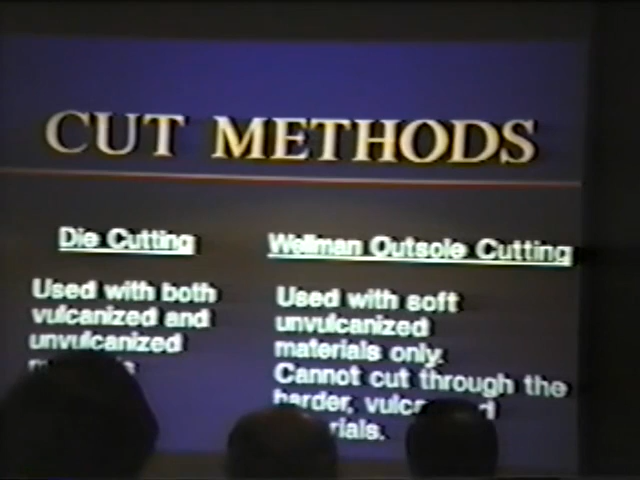 CUT METHODS
Die Cutting
Wellman Outsole Cutting
Used with both
vulcanized and
unvulcanized
Used with soft
unvulcanized
materials only.
Cannot cut through the
harder,